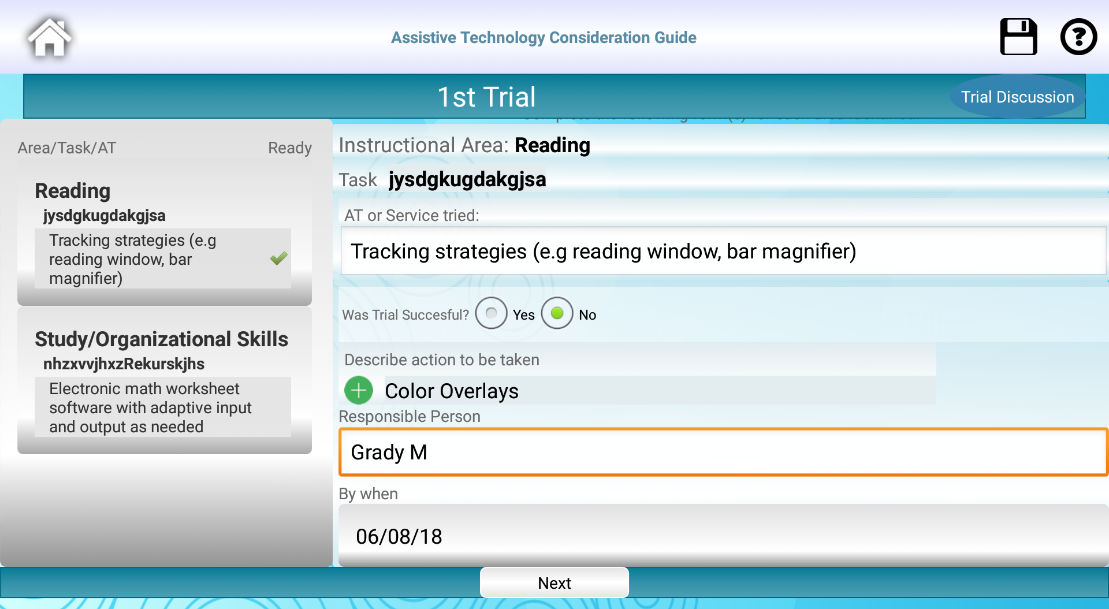 Assistive Technology Consideration Guide
1st Trial
Trial Discussion
Area/Task/AT
Ready
Reading
jysdgkugdakgjsa
Tracking strategies (e.g
reading window, bar
magnifier)
Study/Organizational Skills
nhzxvvjhxzRekurskjhs
Electronic math worksheet
software with adaptive input
and output as needed
Instructional Area: Reading
Task jysdgkugdakgjsa
AT or Service tried:
Tracking strategies (e.g reading window, bar magnifier)
Was Trial Succesful? Yes No
Describe action to be taken
Color Overlays
Responsible Person
Grady M
By when
06/08/18
Next